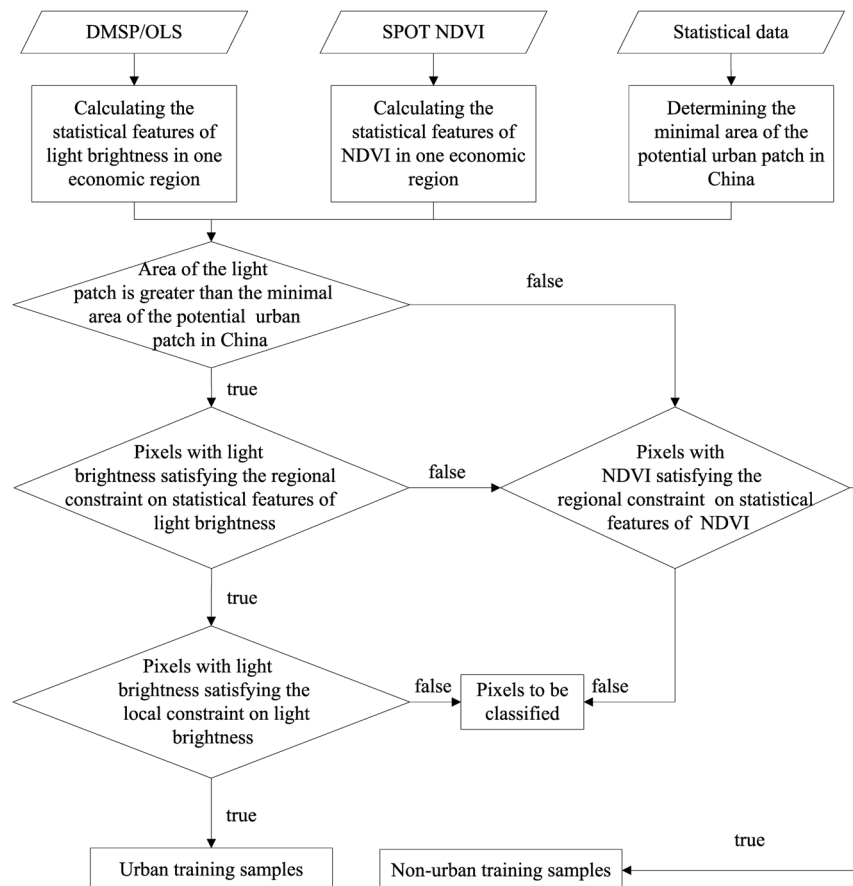 DMSP/OLS
SPOT NDVI
Statistical data
Calculating the
statistical features of
light brightness in one
economic region
Calculating the
statistical features of
NDVI in one economic
region
Determining the
minimal area of the
potential urban patch in
China
Area of the light
patch is greater than the minimal
area of the potential urban
patch in China
false
true
Pixels with light
brightness satisfying the regional
constraint on statistical features of
light brightness
false
Pixels with
NDVI satisfying the
regional constraint on statistical
features of NDVI
true
Pixels with light
brightness satisfying the
local constraint on light
brightness
false
Pixels to be
classified
false
true
true
Urban training samples
Non-urban training samples